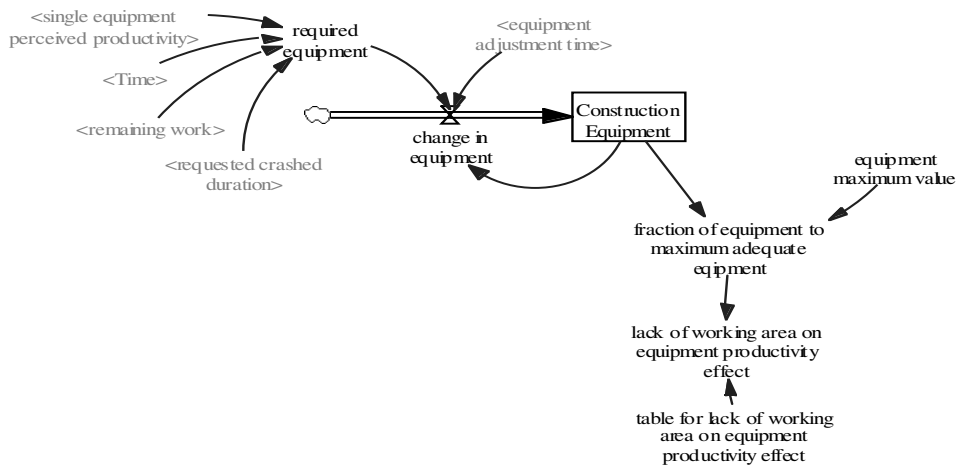 <single equipment
perceived productivity>
required
equipment
<equipment
adjustment time>
<Time>
<remaining work>
<requested crashed
duration>
change in
equipment
Construction
Equipment
equipment
maximum value
fraction of equipment to
maximum adequate
eqipment
lack of working area on
equipment productivity
effect
table for lack of working
area on equipment
productivity effect